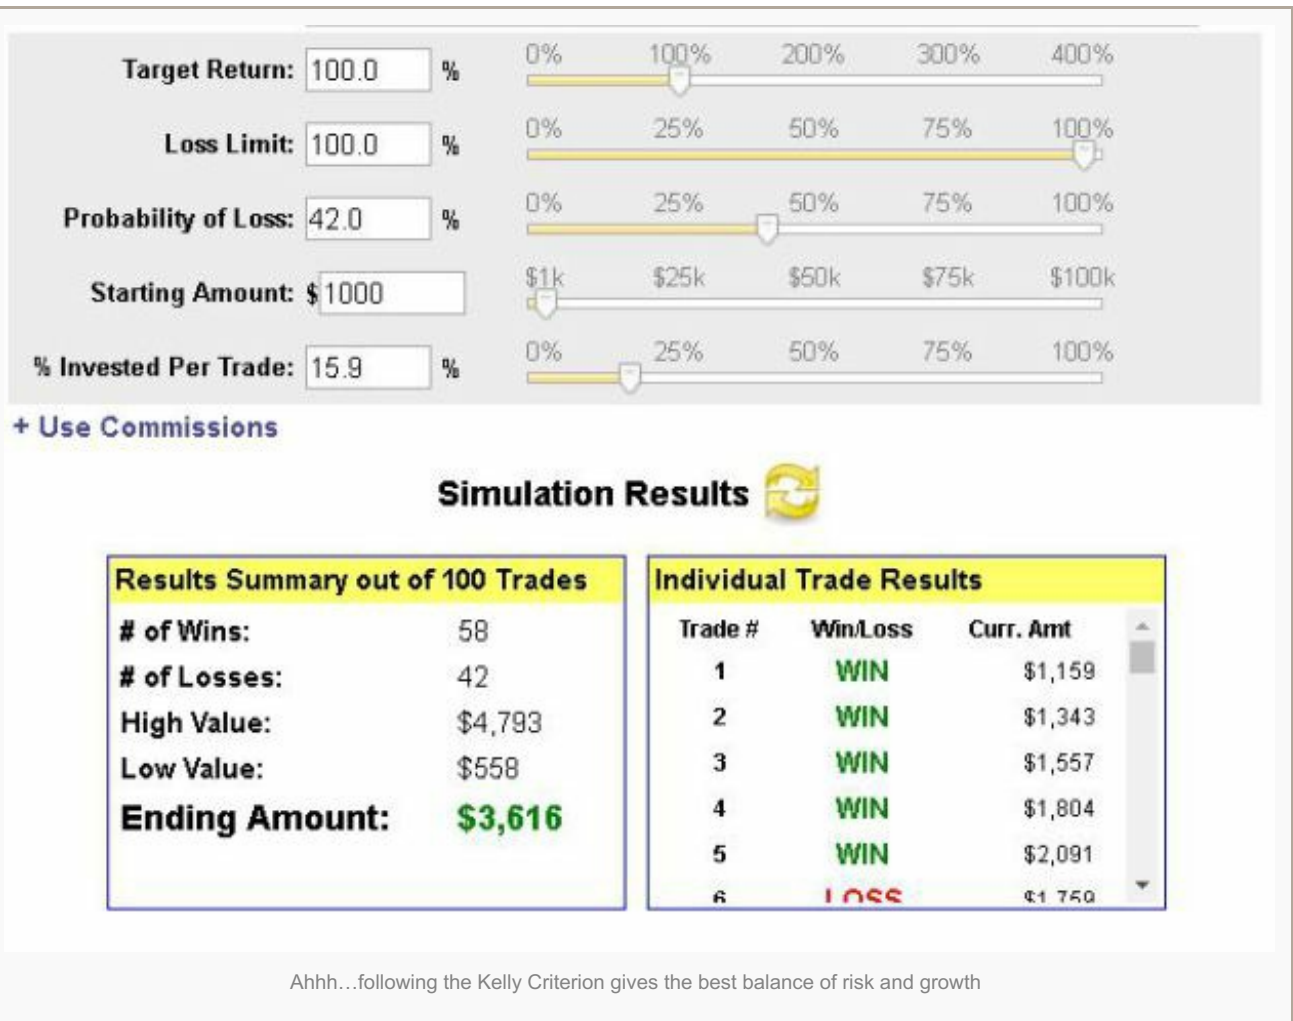 Target Return: 100.0 % 0% 100% 200% 300% 400%
Loss Limit: 100.0 % 0% 25% 50% 75% 100%
Probability of Loss: 42.0 % 0% 25% 50% 75% 100%
Starting Amount: $ 1000 $1k $25k $50k $75k $100k
% Invested Per Trade: 15.9 % 0% 25% 50% 75% 100%
+ Use Commissions
Simulation Results
Results Summary out of 100 Trades
# of Wins: 58
# of Losses: 42
High Value: $4,793
Low Value: $558
Ending Amount: $3,616
Individual Trade Results
Trade # Win/Loss Curr. Amt
1 WIN $1,159
2 WIN $1,343
3 WIN $1,557
4 WIN $1,804
5 WIN $2,091
6 LOSS $1,759
Ahhh…following the Kelly Criterion gives the best balance of risk and growth